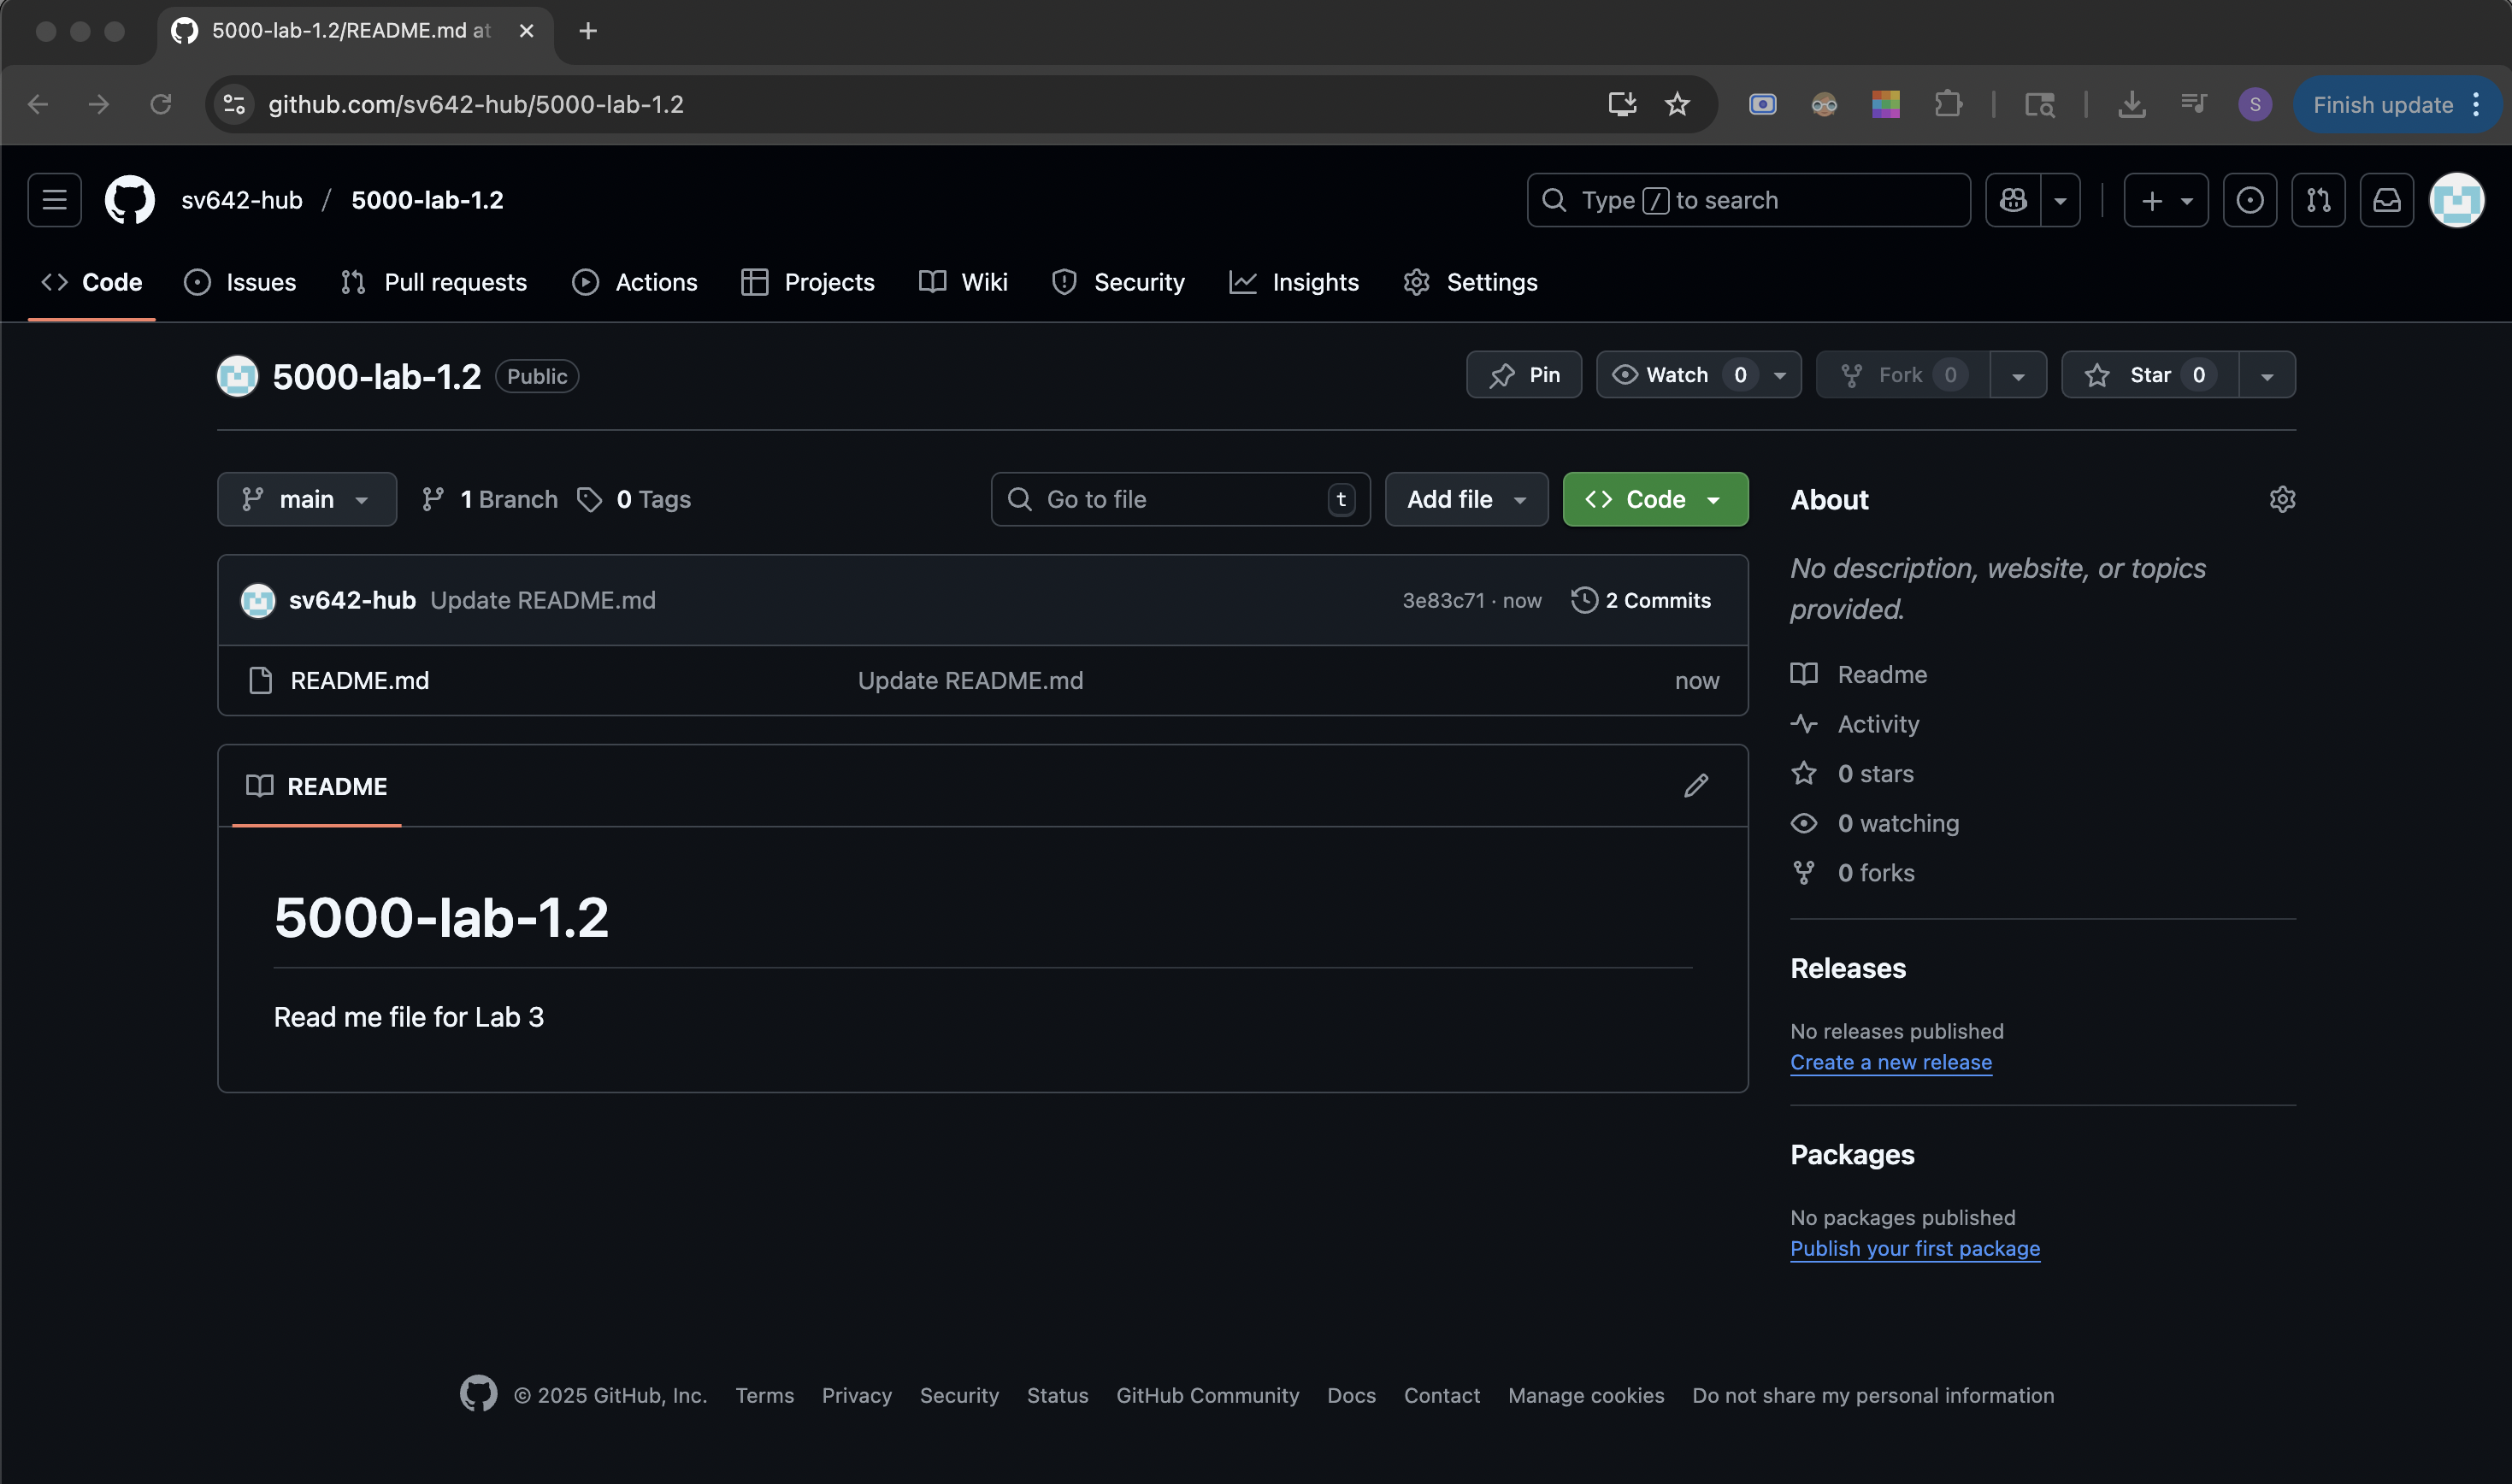 5000-lab-1.2/README.md at
github.com/sv642-hub/5000-lab-1.2
S
Finish update
sv642-hub / 5000-lab-1.2
Type / to search
Code Issues Pull requests Actions Projects Wiki Security Insights Settings
5000-lab-1.2 Public
Pin Watch 0 Fork 0 Star 0
main 1 Branch 0 Tags Go to file t Add file Code
sv642-hub Update README.md 3e83c71 · now 2 Commits
README.md Update README.md now
README
5000-lab-1.2
Read me file for Lab 3
About
No description, website, or topics
provided.
Readme
Activity
0 stars
0 watching
0 forks
Releases
No releases published
Create a new release
Packages
No packages published
Publish your first package
© 2025 GitHub, Inc. Terms Privacy Security Status GitHub Community Docs Contact Manage cookies Do not share my personal information